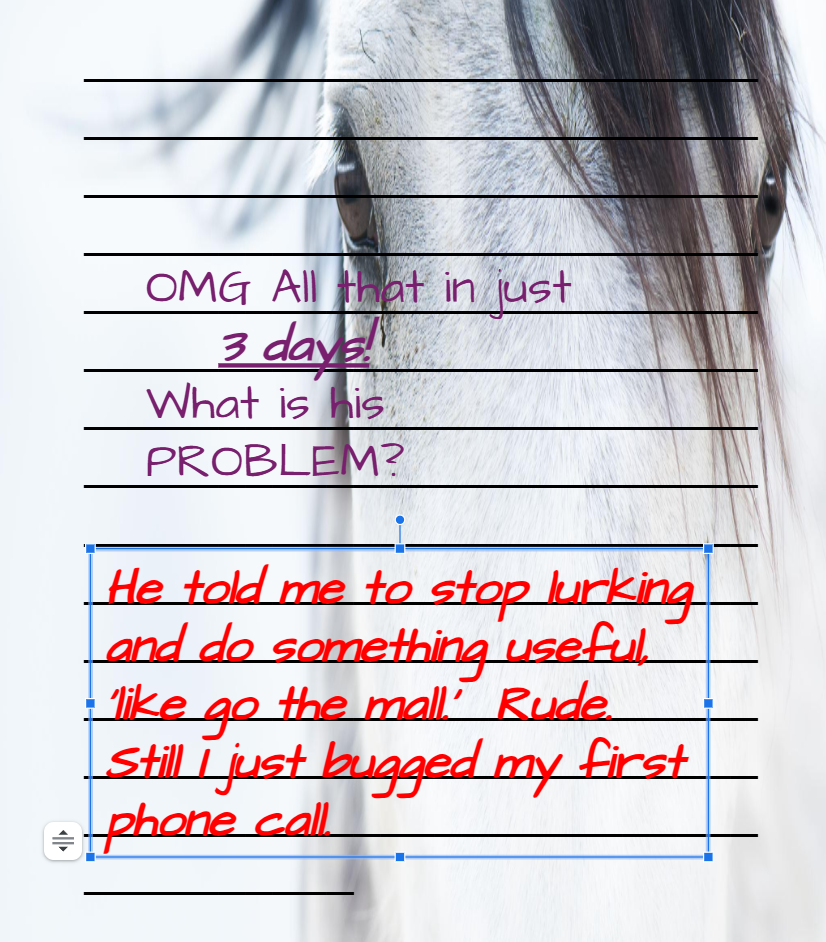 OMG All that in just
3 days!
What is his
PROBLEM?
He told me to stop lurking
and do something useful,
'like go the mall.'  Rude.
Still I just bugged my first
phone call.